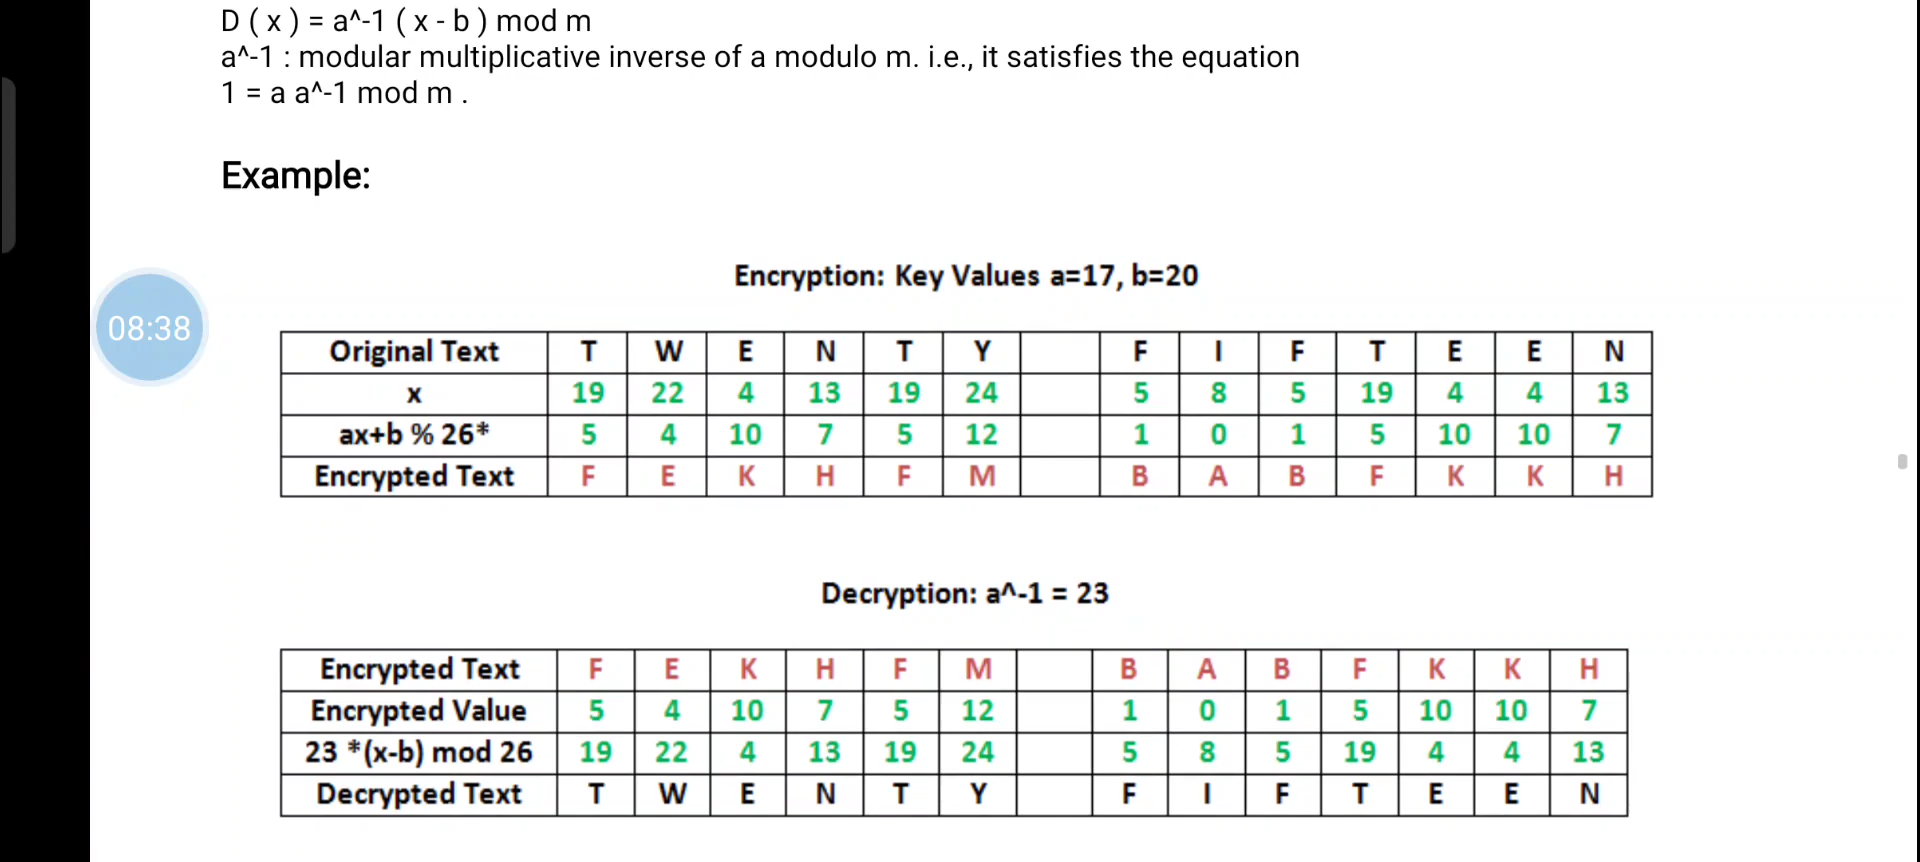 D ( x ) = a^-1 ( x - b ) mod m
a^-1 : modular multiplicative inverse of a modulo m. i.e., it satisfies the equation
1 = a a^-1 mod m .
Example:
08:38
Encryption: Key Values a=17, b=20
Original Text T W E N T Y F I F T E E N
x 19 22 4 13 19 24 5 8 5 19 4 4 13
ax+b % 26* 5 4 10 7 5 12 1 0 1 5 10 10 7
Encrypted Text F E K H F M B A B F K K H
Decryption: a^-1 = 23
Encrypted Text F E K H F M B A B F K K H
Encrypted Value 5 4 10 7 5 12 1 0 1 5 10 10 7
23 *(x-b) mod 26 19 22 4 13 19 24 5 8 5 19 4 4 13
Decrypted Text T W E N T Y F I F T E E N